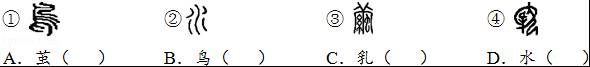 ① ② ③ ④
A．茧（ ） B．鸟（ ） C．乳（ ） D．水（ ）